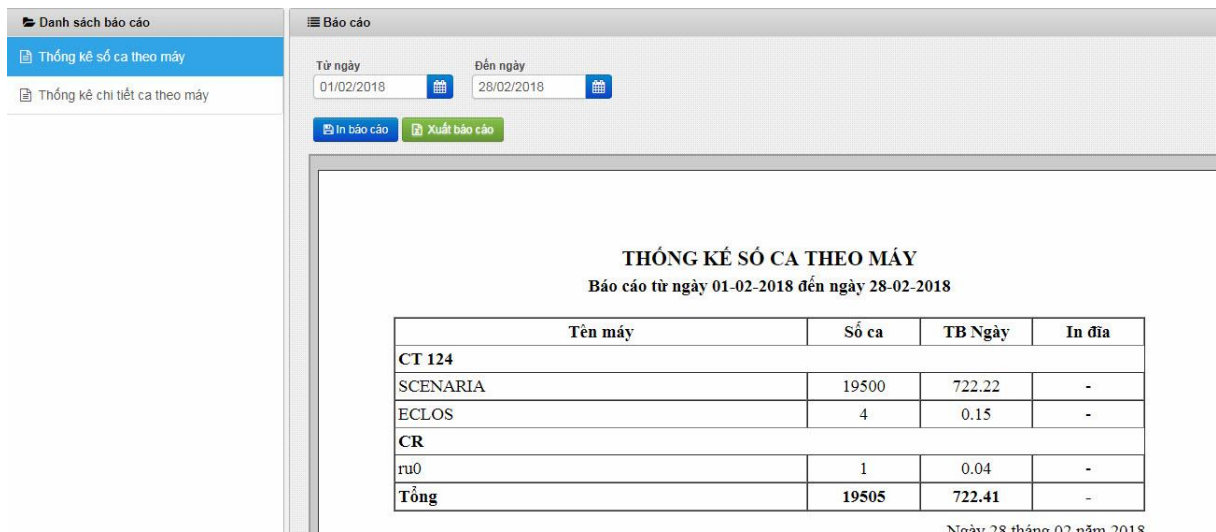 Danh sách báo cáo
Thống kê số ca theo máy
Thống kê chi tiết ca theo máy
Báo cáo
Từ ngày Đến ngày
01/02/2018 28/02/2018
In báo cáo Xuất báo cáo
THỐNG KÊ SỐ CA THEO MÁY
Báo cáo từ ngày 01-02-2018 đến ngày 28-02-2018
Tên máy Số ca TB Ngày In đĩa
CT 124
SCENARIA 19500 722.22 -
ECLOS 4 0.15 -
CR
ru0 1 0.04 -
Tổng 19505 722.41 -
Ngày 28 tháng 02 năm 2018